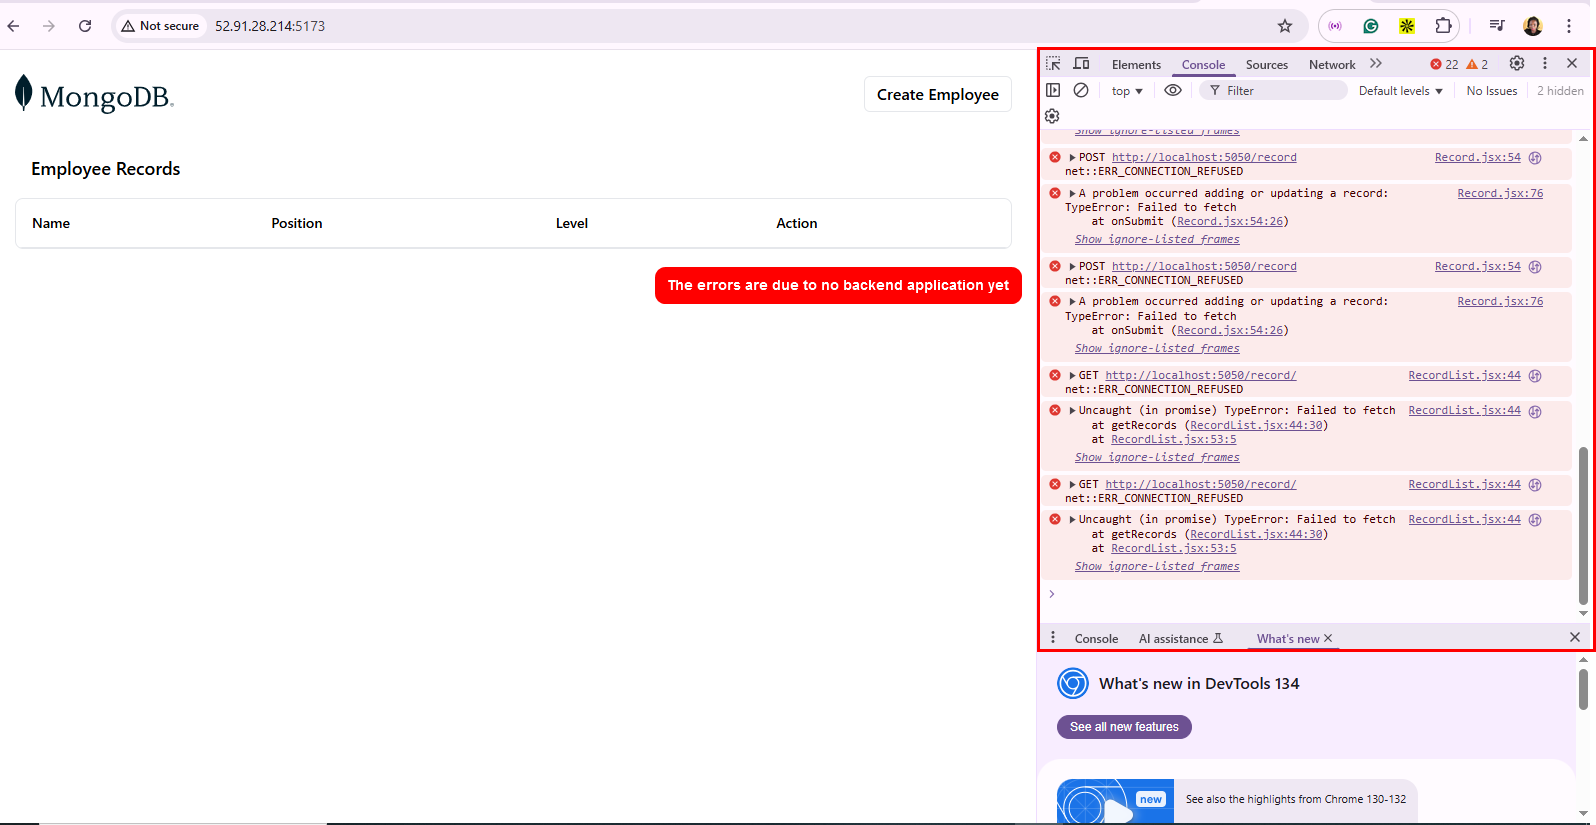 Not secure
52.91.28.214:5173
MongoDB.
Create Employee
Employee Records
Name Position Level Action
The errors are due to no backend application yet
Elements Console Sources Network 22 2
top Filter Default levels No Issues 2 hidden
Show ignore-listed frames
POST http://localhost:5050/record Record.jsx:54
net::ERR_CONNECTION_REFUSED
A problem occurred adding or updating a record: Record.jsx:76
TypeError: Failed to fetch
at onSubmit (Record.jsx:54:26)
Show ignore-listed frames
POST http://localhost:5050/record Record.jsx:54
net::ERR_CONNECTION_REFUSED
A problem occurred adding or updating a record: Record.jsx:76
TypeError: Failed to fetch
at onSubmit (Record.jsx:54:26)
Show ignore-listed frames
GET http://localhost:5050/record/ RecordList.jsx:44
net::ERR_CONNECTION_REFUSED
Uncaught (in promise) TypeError: Failed to fetch RecordList.jsx:44
at getRecords (RecordList.jsx:44:30)
at RecordList.jsx:53:5
Show ignore-listed frames
GET http://localhost:5050/record/ RecordList.jsx:44
net::ERR_CONNECTION_REFUSED
Uncaught (in promise) TypeError: Failed to fetch RecordList.jsx:44
at getRecords (RecordList.jsx:44:30)
at RecordList.jsx:53:5
Show ignore-listed frames
Console AI assistance What's new
What's new in DevTools 134
See all new features
new
See also the highlights from Chrome 130-132